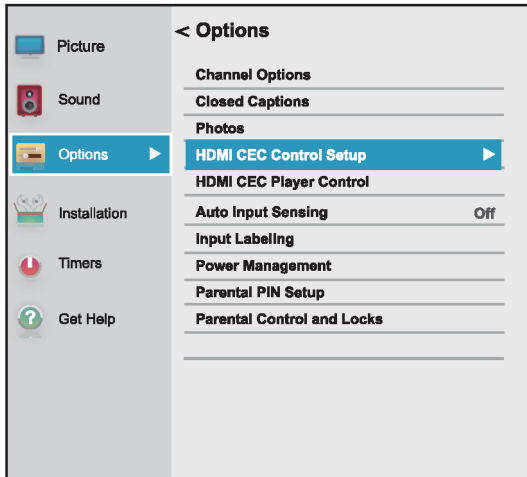 Picture
Sound
Options
Installation
Timers
Get Help
< Options
Channel Options
Closed Captions
Photos
HDMI CEC Control Setup
HDMI CEC Player Control
Auto Input Sensing Off
Input Labeling
Power Management
Parental PIN Setup
Parental Control and Locks